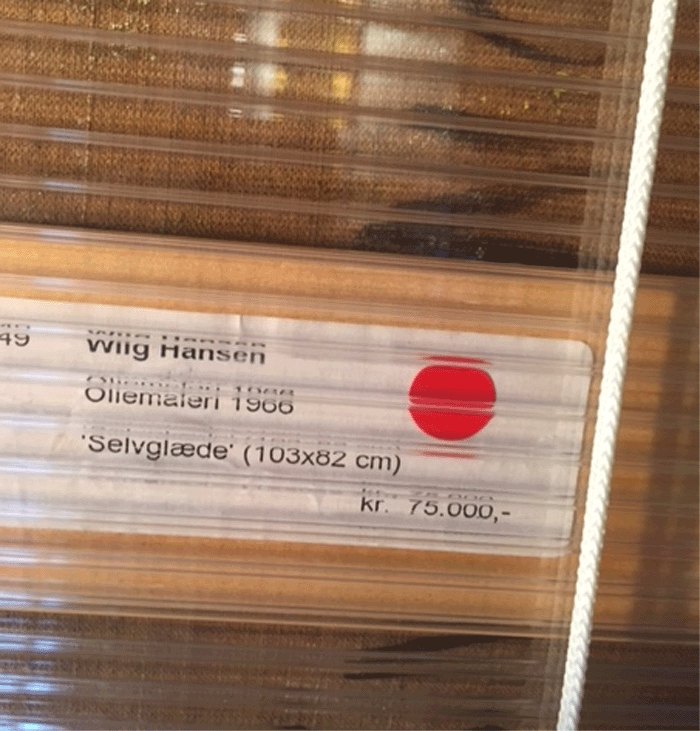 49 Wiig Hansen
Oliemaleri 1966
'Selvglæde' (103x82 cm)
kr. 75.000,-